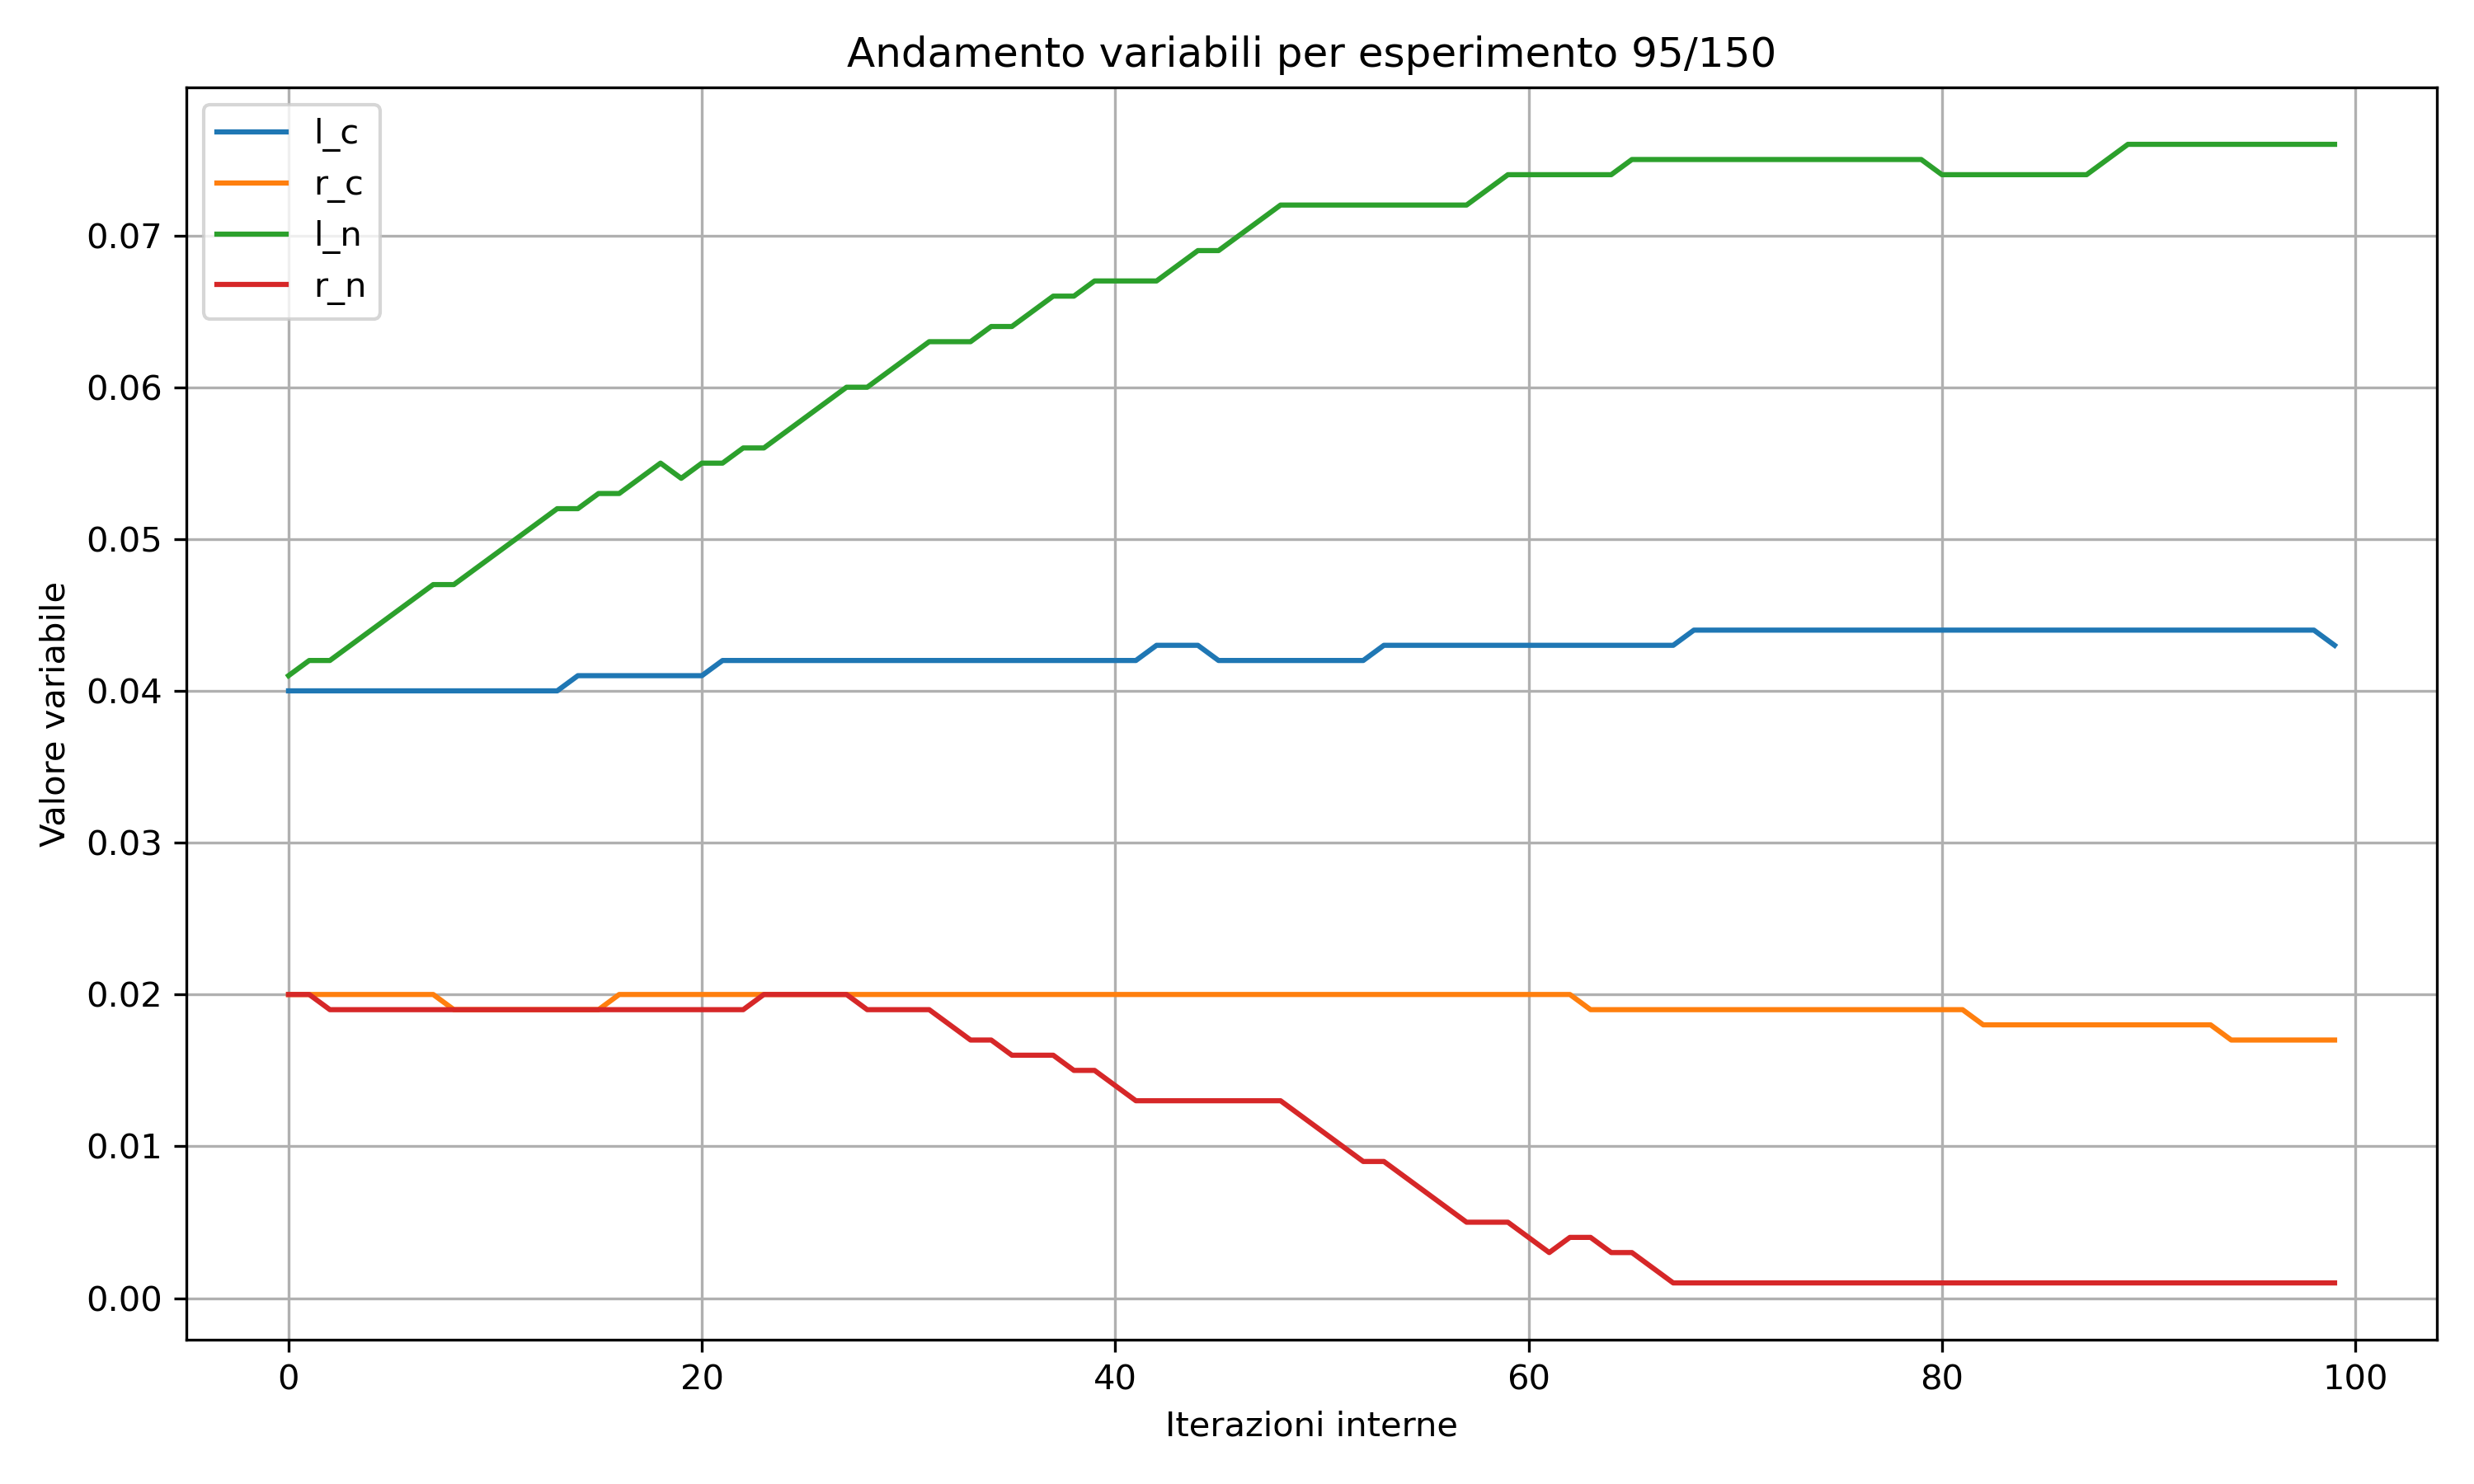 Andamento variabili per esperimento 95/150
l_c
r_c
l_n
r_n
Valore variabile
0.07
0.06
0.05
0.04
0.03
0.02
0.01
0.00
0 20 40 60 80 100
Iterazioni interne